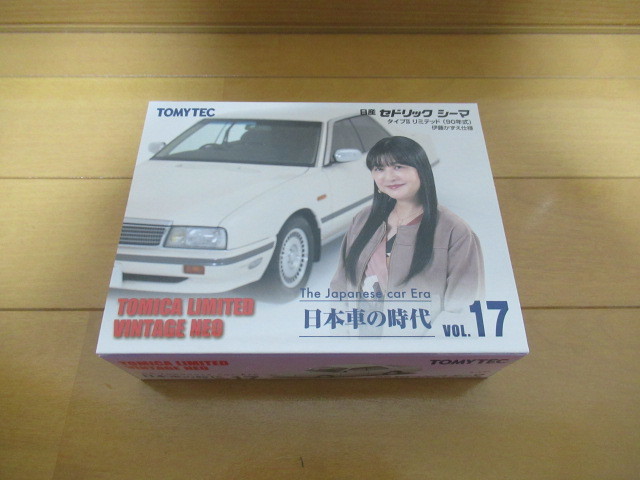 TOMYTEC
日産 セドリック シーマ
タイプⅡ リミテッド (90年式)
伊藤かずえ仕様
TOMICA LIMITED
VINTAGE NEO
The Japanese car Era
日本車の時代 VOL.17
TOMICA LIMITED
VINTAGE NEO
TOMYTEC